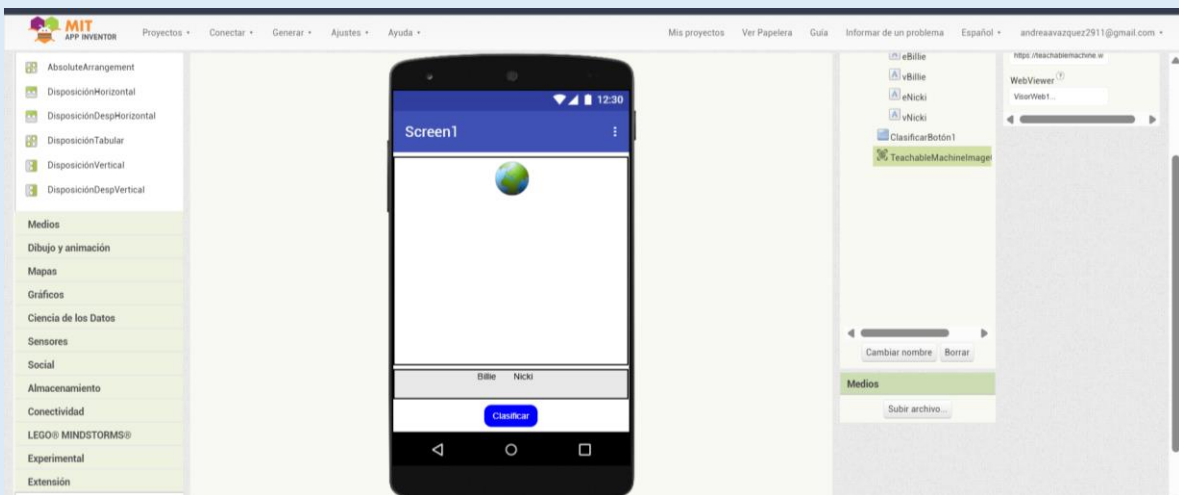 MIT
APP INVENTOR
Proyectos
Conectar
Generar
Ajustes
Ayuda
Mis proyectos
Ver Papelera
Guía
Informar de un problema
Español
andreaavazquez2911@gmail.com
AbsoluteArrangement
DisposiciónHorizontal
DisposiciónDespHorizontal
DisposiciónTabular
DisposiciónVertical
DisposiciónDespVertical
Medios
Dibujo y animación
Mapas
Gráficos
Ciencia de los Datos
Sensores
Social
Almacenamiento
Conectividad
LEGO® MINDSTORMS®
Experimental
Extensión
12:30
Screen1
Billie Nicki
Clasificar
eBillie
vBillie
eNicki
vNicki
ClasificarBotón1
TeachableMachineImage
Cambiar nombre Borrar
Medios
Subir archivo...
https://teachablemachine.w
WebViewer ?
VisorWeb1...